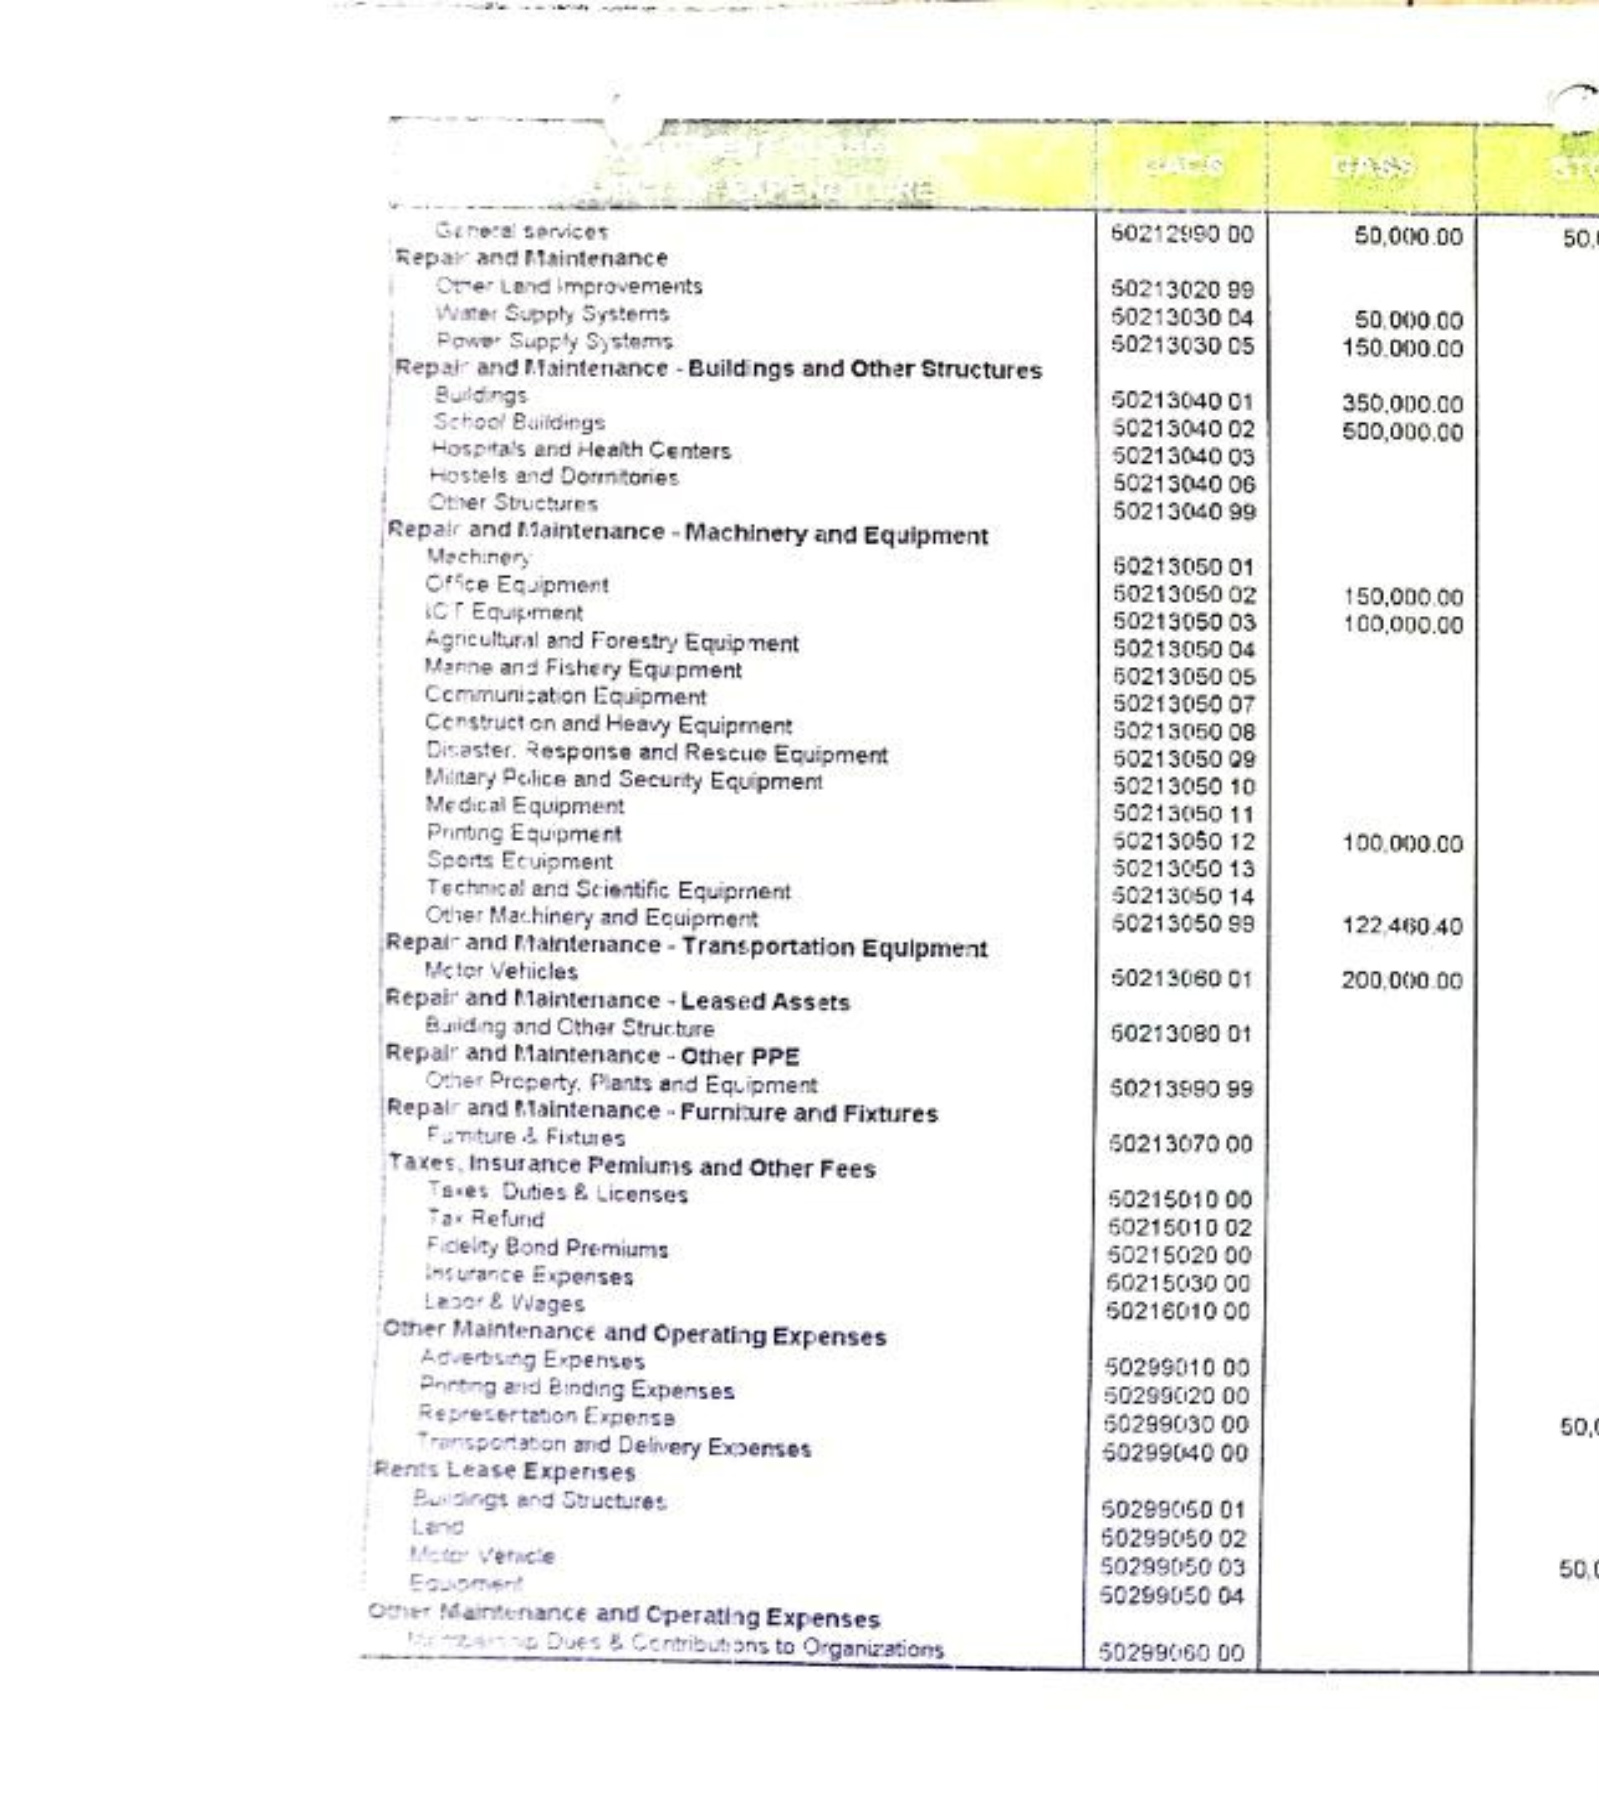 OBJECT OF EXPENDITURE UACS GASS STO
General services 50212990 00 50,000.00 50,0
Repair and Maintenance
Other Land Improvements 50213020 99
Water Supply Systems 50213030 04 50,000.00
Power Supply Systems 50213030 05 150,000.00
Repair and Maintenance - Buildings and Other Structures
Buildings 50213040 01 350,000.00
School Buildings 50213040 02 500,000.00
Hospitals and Health Centers 50213040 03
Hostels and Dormitories 50213040 06
Other Structures 50213040 99
Repair and Maintenance - Machinery and Equipment
Machinery 50213050 01
Office Equipment 50213050 02 150,000.00
ICT Equipment 50213050 03 100,000.00
Agricultural and Forestry Equipment 50213050 04
Marine and Fishery Equipment 50213050 05
Communication Equipment 50213050 07
Construction and Heavy Equipment 50213050 08
Disaster, Response and Rescue Equipment 50213050 09
Military Police and Security Equipment 50213050 10
Medical Equipment 50213050 11
Printing Equipment 50213050 12 100,000.00
Sports Equipment 50213050 13
Technical and Scientific Equipment 50213050 14
Other Machinery and Equipment 50213050 99 122,460.40
Repair and Maintenance - Transportation Equipment
Motor Vehicles 50213060 01 200,000.00
Repair and Maintenance - Leased Assets
Building and Other Structure 50213080 01
Repair and Maintenance - Other PPE
Other Property, Plants and Equipment 50213990 99
Repair and Maintenance - Furniture and Fixtures
Furniture & Fixtures 50213070 00
Taxes, Insurance Pemiums and Other Fees
Taxes, Duties & Licenses 50215010 00
Tax Refund 50215010 02
Fidelity Bond Premiums 50215020 00
Insurance Expenses 50215030 00
Labor & Wages 50216010 00
Other Maintenance and Operating Expenses
Advertising Expenses 50299010 00
Printing and Binding Expenses 50299020 00
Representation Expense 50299030 00 50,0
Transportation and Delivery Expenses 50299040 00
Rents Lease Expenses
Buildings and Structures 50299050 01
Land 50299050 02
Motor Vehicle 50299050 03 50,0
Equipment 50299050 04
Other Maintenance and Operating Expenses
Membership Dues & Contributions to Organizations 50299060 00